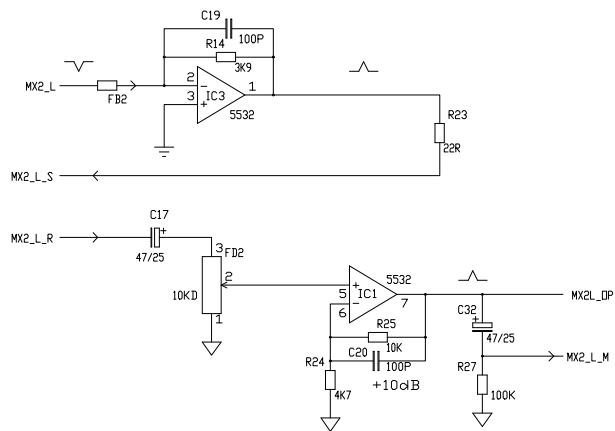 C19
100P
R14
3K9
MX2_L
FB2
2
3
1
IC3
5532
R23
22R
MX2_L_S
MX2_L_R
C17
47/25
3
FD2
2
10KD
1
5532
5
6
IC1
7
MX2L_OP
C32
47/25
R25
10K
C20
100P
R24
4K7
+10dB
MX2_L_M
R27
100K